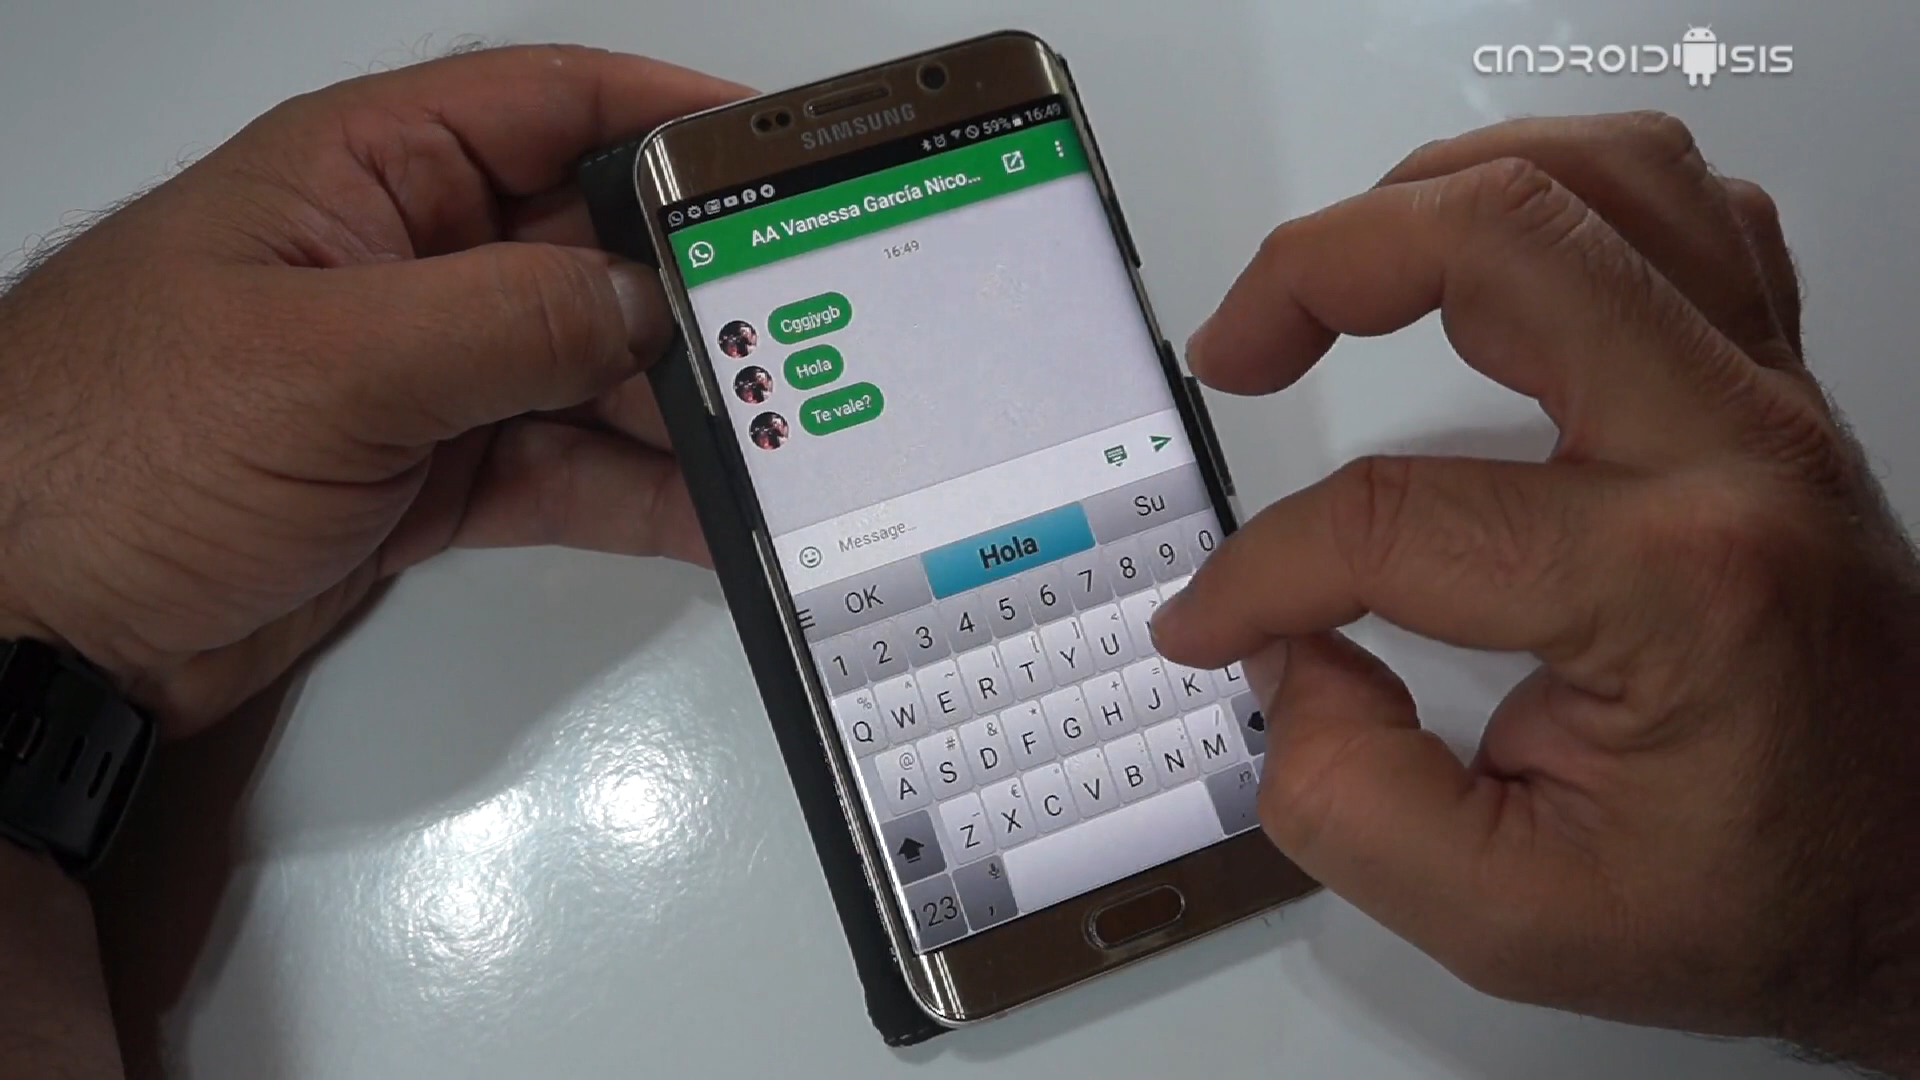 ANDROIDSIS
SAMSUNG
59% 16:49
AA Vanessa García Nico...
16:49
Cggjygb
Hola
Te vale?
Message...
OK Hola Su
1 2 3 4 5 6 7 8 9 0
Q W E R T Y U
A S D F G H J K L
Z X C V B N M
123 ,